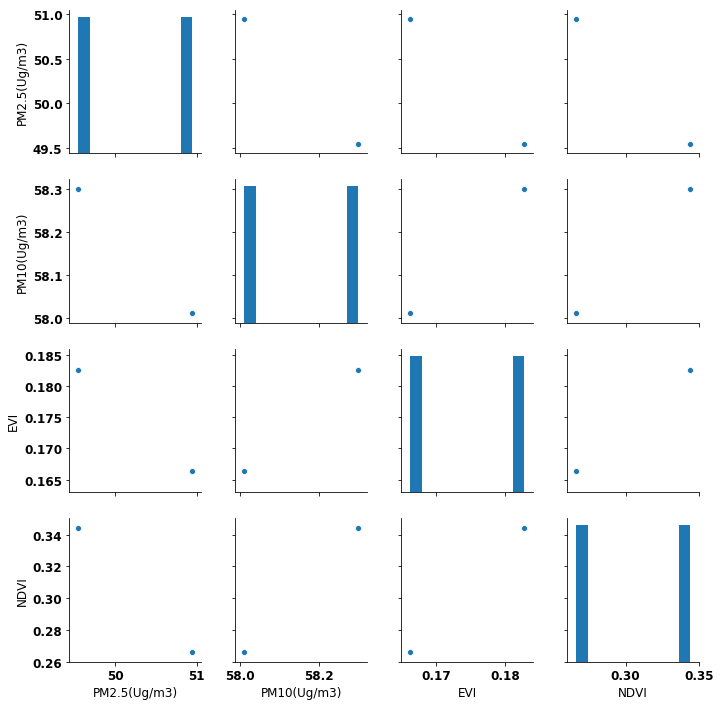 51.0
50.5
50.0
49.5
PM2.5(Ug/m3)
58.3
58.2
58.1
58.0
PM10(Ug/m3)
0.185
0.180
0.175
0.170
0.165
EVI
0.34
0.32
0.30
0.28
0.26
NDVI
50 51
PM2.5(Ug/m3)
58.0 58.2
PM10(Ug/m3)
0.17 0.18
EVI
0.30 0.35
NDVI